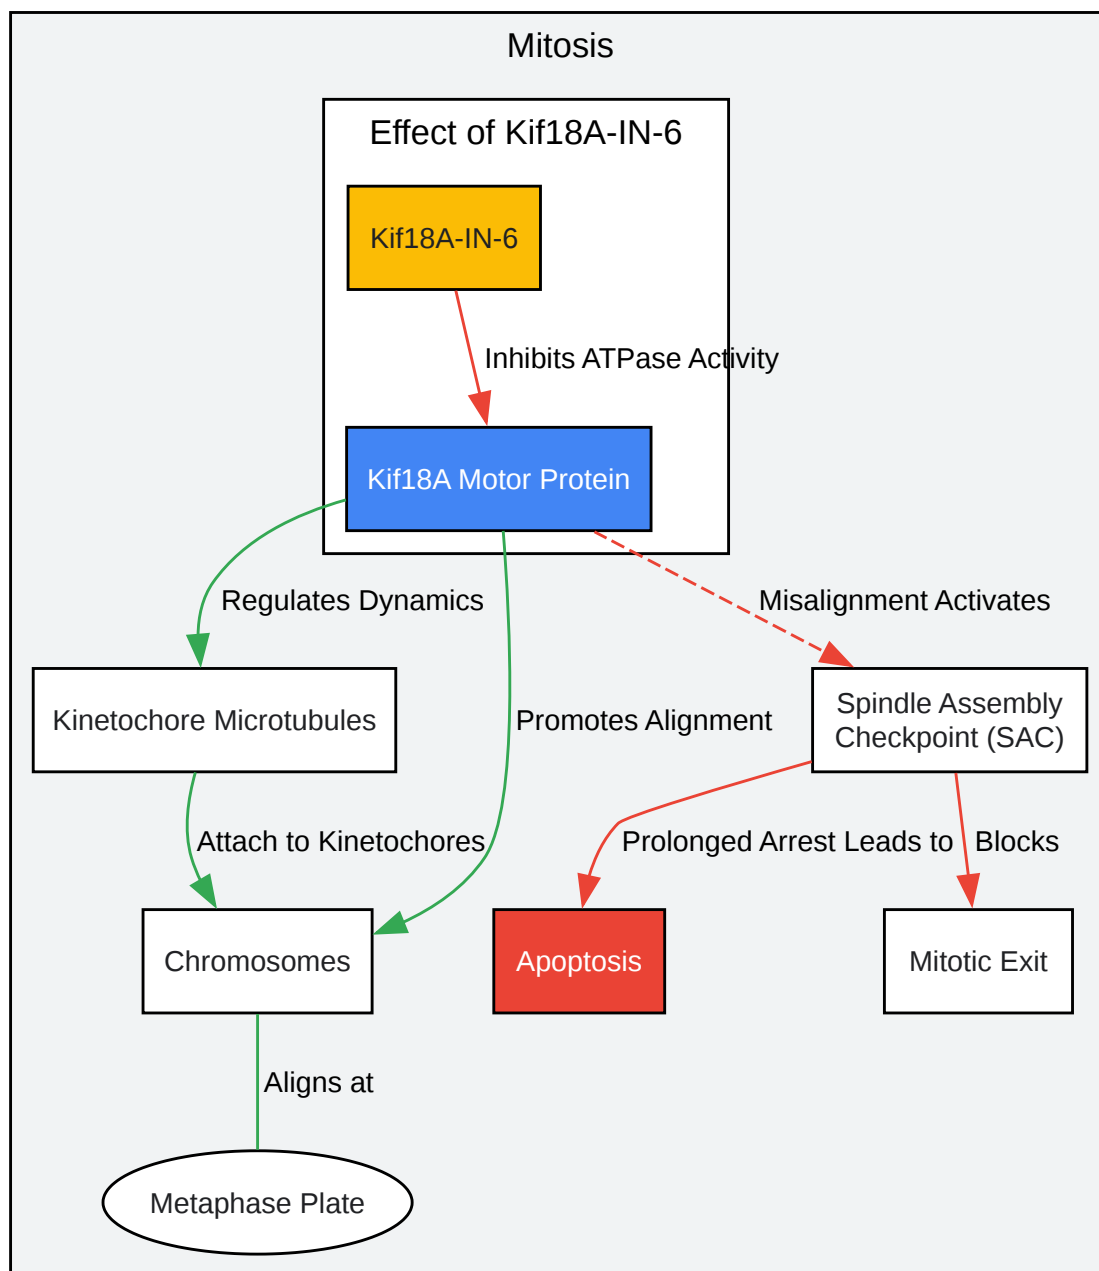 Mitosis
Effect of Kif18A-IN-6
Kif18A-IN-6
Inhibits ATPase Activity
Kif18A Motor Protein
Regulates Dynamics
Misalignment Activates
Kinetochore Microtubules
Promotes Alignment
Spindle Assembly
Checkpoint (SAC)
Attach to Kinetochores
Prolonged Arrest Leads to
Blocks
Chromosomes
Apoptosis
Mitotic Exit
Aligns at
Metaphase Plate